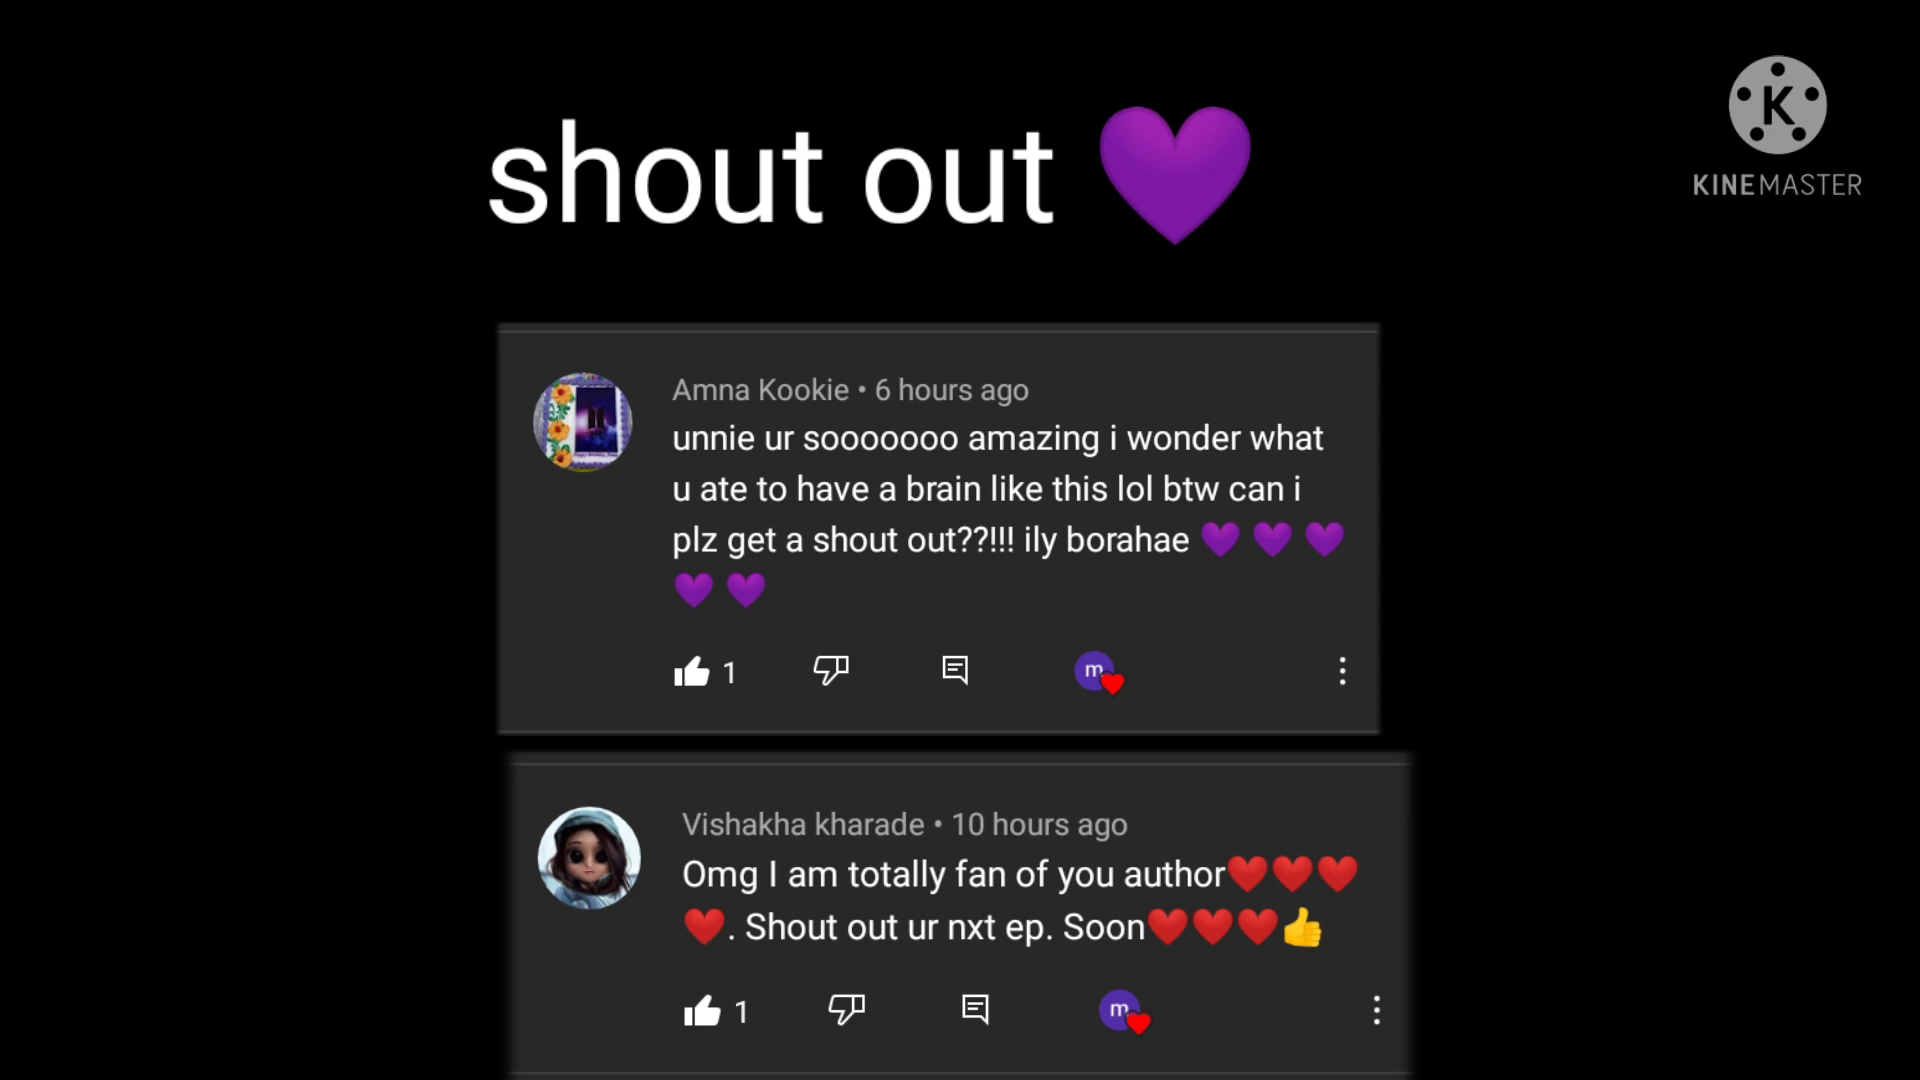 shout out 💜
K
KINEMASTER
Amna Kookie • 6 hours ago
unnie ur sooooooo amazing i wonder what
u ate to have a brain like this lol btw can i
plz get a shout out??!!! ily borahae 💜 💜 💜
💜 💜
1
m
Vishakha kharade • 10 hours ago
Omg I am totally fan of you author❤️❤️❤️
❤️. Shout out ur nxt ep. Soon❤️❤️❤️👍
1
m